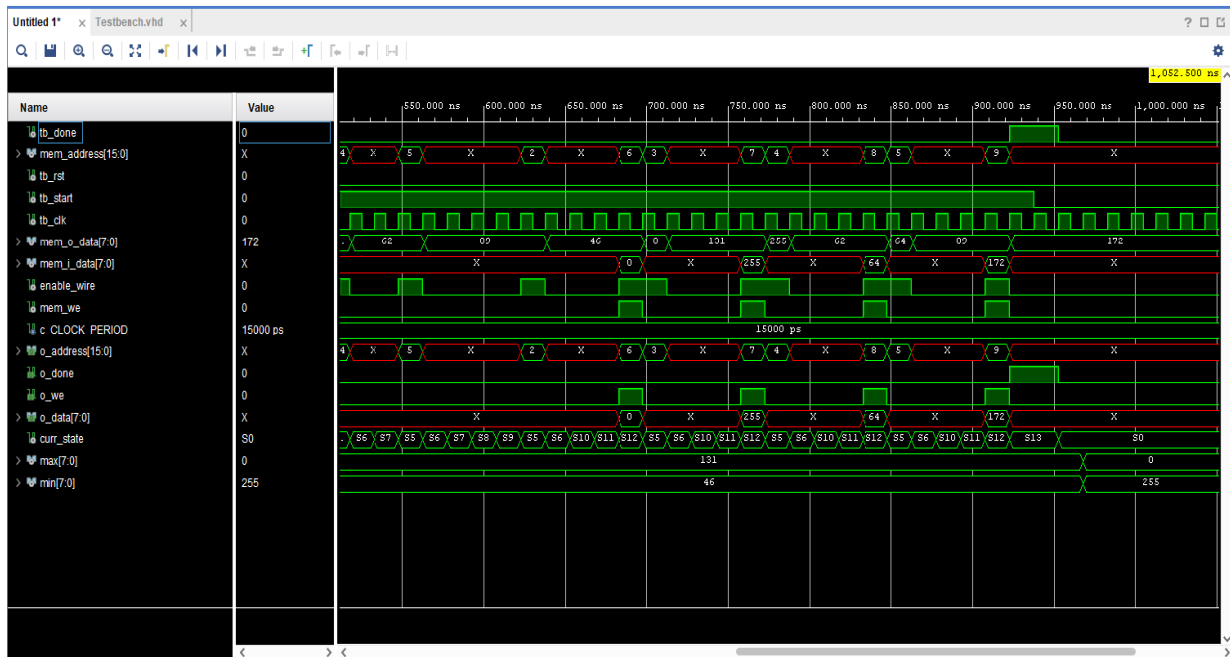 Untitled 1* × Testbench.vhd ×
1,052.500 ns
Name Value 550.000 ns 600.000 ns 650.000 ns 700.000 ns 750.000 ns 800.000 ns 850.000 ns 900.000 ns 950.000 ns 1,000.000 ns
tb_done 0
mem_address[15:0] X 4 X 5 X 2 X 6 3 X 7 4 X 8 5 X 9 X
tb_rst 0
tb_start 0
tb_clk 0
mem_o_data[7:0] 172 62 89 46 0 131 255 62 64 89 172
mem_i_data[7:0] X X 0 X 255 X 64 X 172 X
enable_wire 0
mem_we 0
c_CLOCK_PERIOD 15000 ps 15000 ps
o_address[15:0] X 4 X 5 X 2 X 6 3 X 7 4 X 8 5 X 9 X
o_done 0
o_we 0
o_data[7:0] X X 0 X 255 X 64 X 172 X
curr_state S0 S6 S7 S5 S6 S7 S8 S9 S5 S6 S10 S11 S12 S5 S6 S10 S11 S12 S5 S6 S10 S11 S12 S5 S6 S10 S11 S12 S13 S0
max[7:0] 0 131 0
min[7:0] 255 46 255